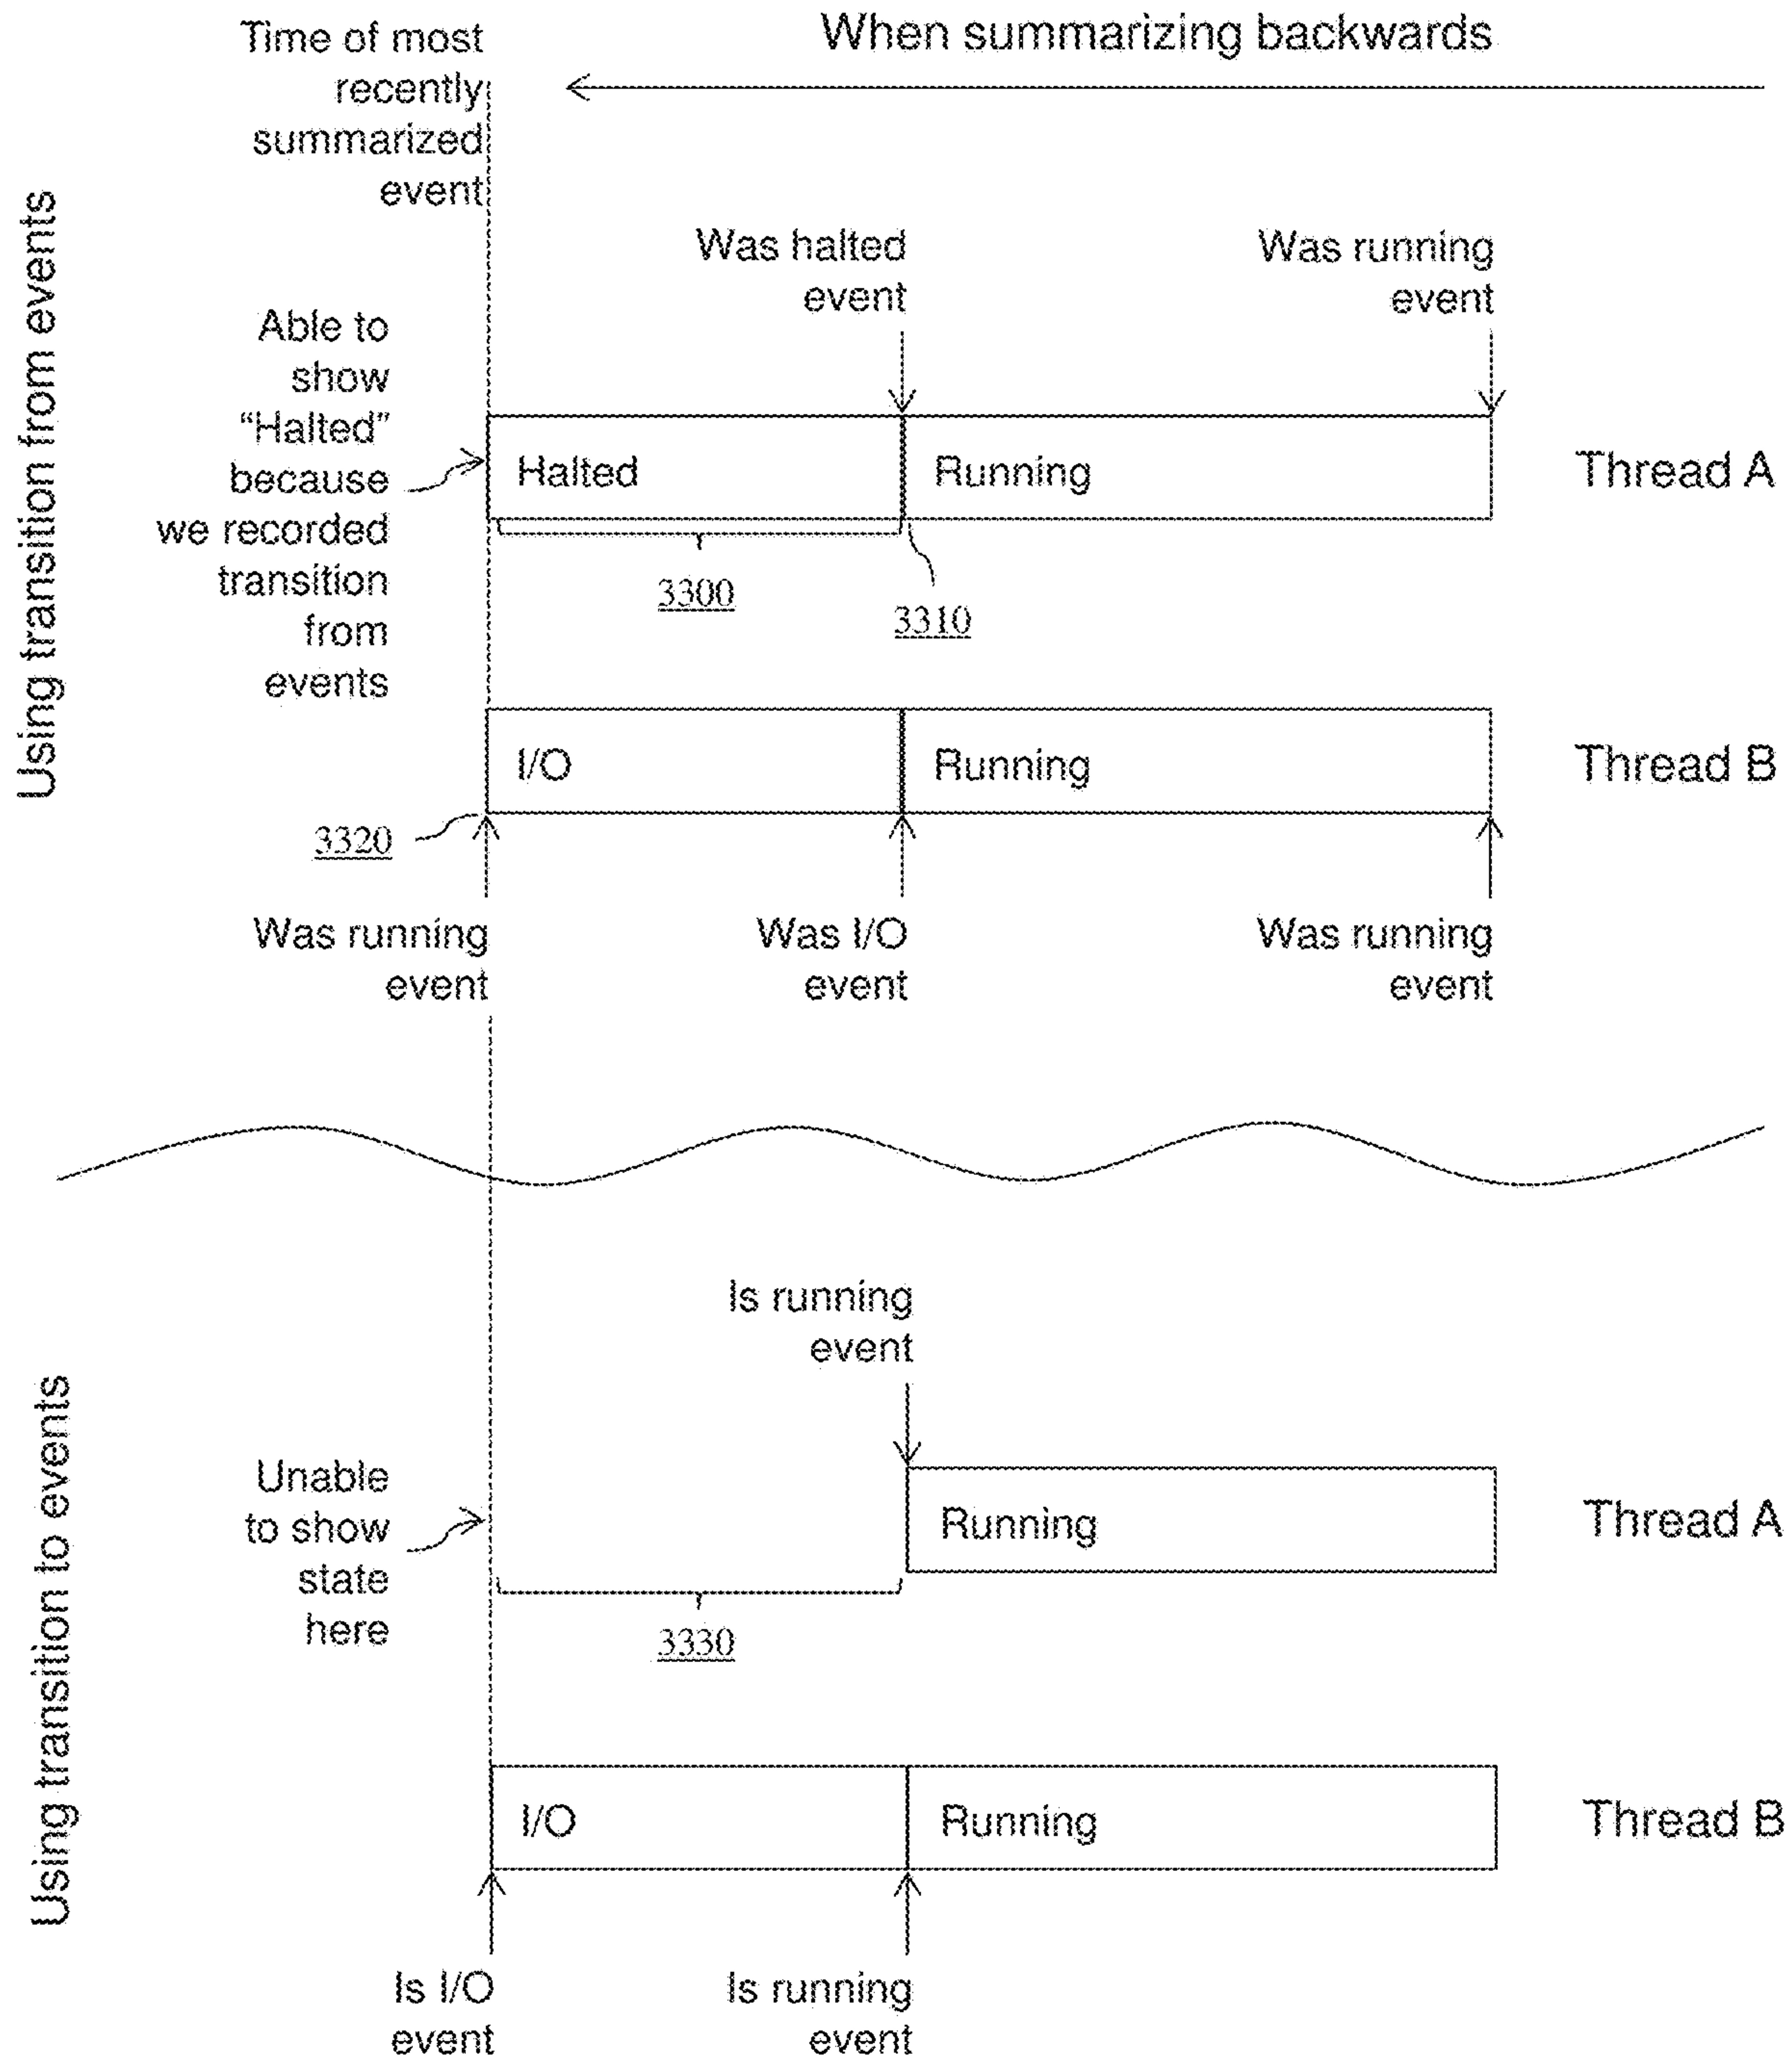 Time of most
recently
summarized
event
When summarizing backwards
Using transition from events
Was halted
event
Was running
event
Able to
show
“Halted”
because
we recorded
transition
from
events
Halted
Running
Thread A
3300
3310
I/O
Running
Thread B
3320
Was running
event
Was I/O
event
Was running
event
Using transition to events
Is running
event
Unable
to show
state
here
Running
Thread A
3330
I/O
Running
Thread B
Is I/O
event
Is running
event